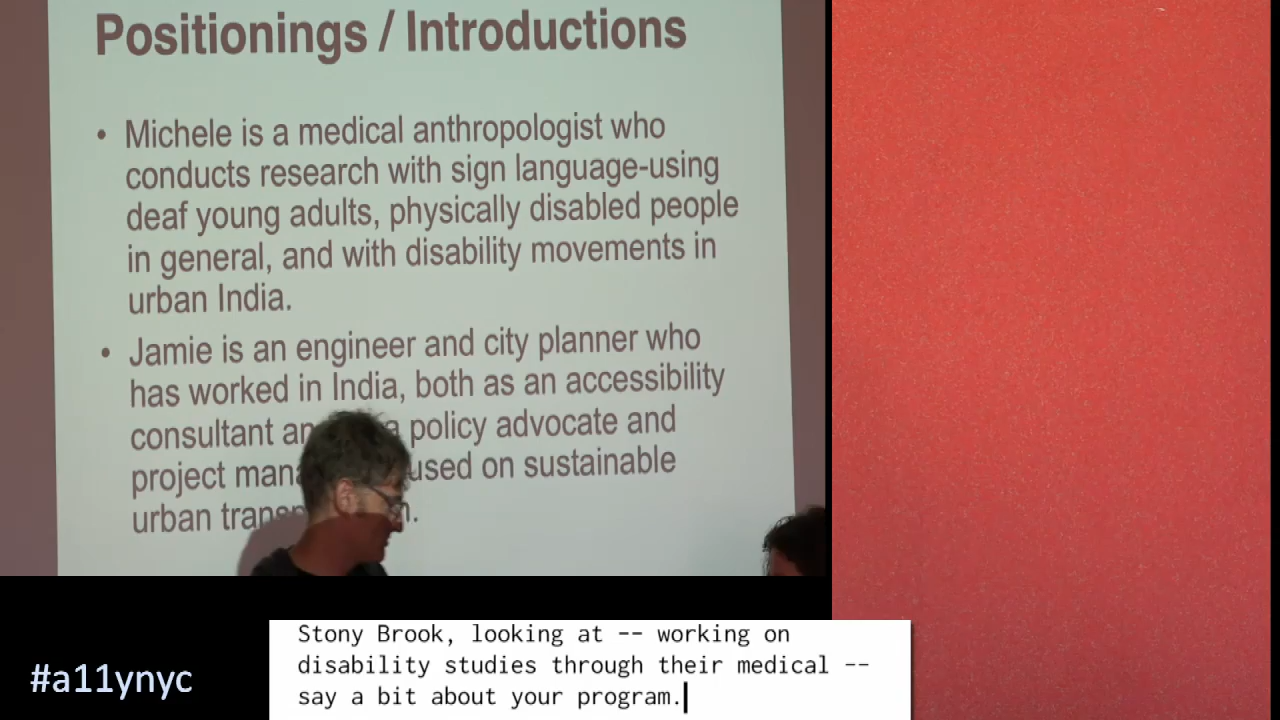 Positionings / Introductions
• Michele is a medical anthropologist who
conducts research with sign language-using
deaf young adults, physically disabled people
in general, and with disability movements in
urban India.
• Jamie is an engineer and city planner who
has worked in India, both as an accessibility
consultant an a policy advocate and
project mana used on sustainable
urban transp n.
#a11ynyc
Stony Brook, looking at -- working on
disability studies through their medical --
say a bit about your program.